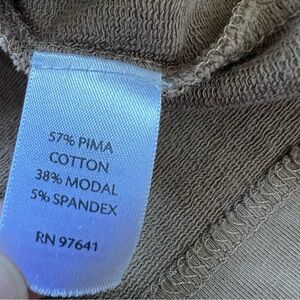 57% PIMA
COTTON
38% MODAL
5% SPANDEX
RN 97641